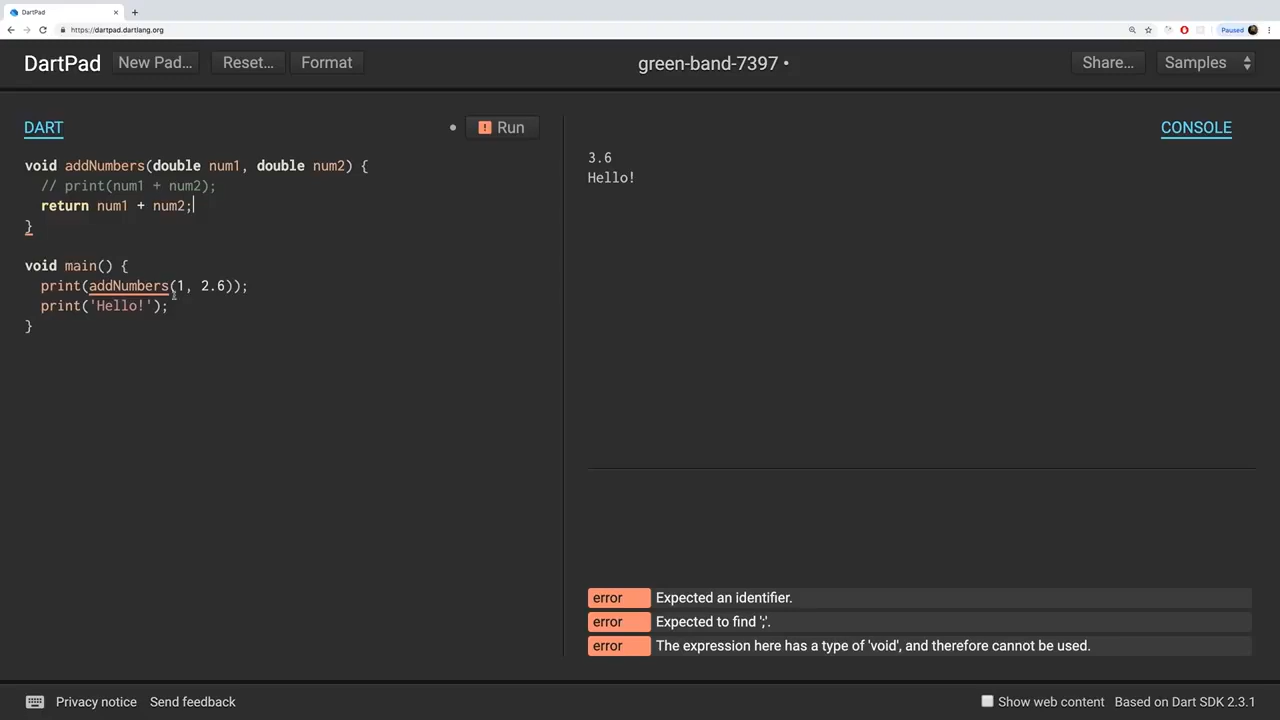 DartPad
https://dartpad.dartlang.org
Paused
DartPad New Pad... Reset... Format green-band-7397 • Share... Samples
DART
Run
CONSOLE
void addNumbers(double num1, double num2) {
// print(num1 + num2);
return num1 + num2;
}
void main() {
print(addNumbers(1, 2.6));
print('Hello!');
}
3.6
Hello!
error Expected an identifier.
error Expected to find ';'.
error The expression here has a type of 'void', and therefore cannot be used.
Privacy notice Send feedback Show web content Based on Dart SDK 2.3.1